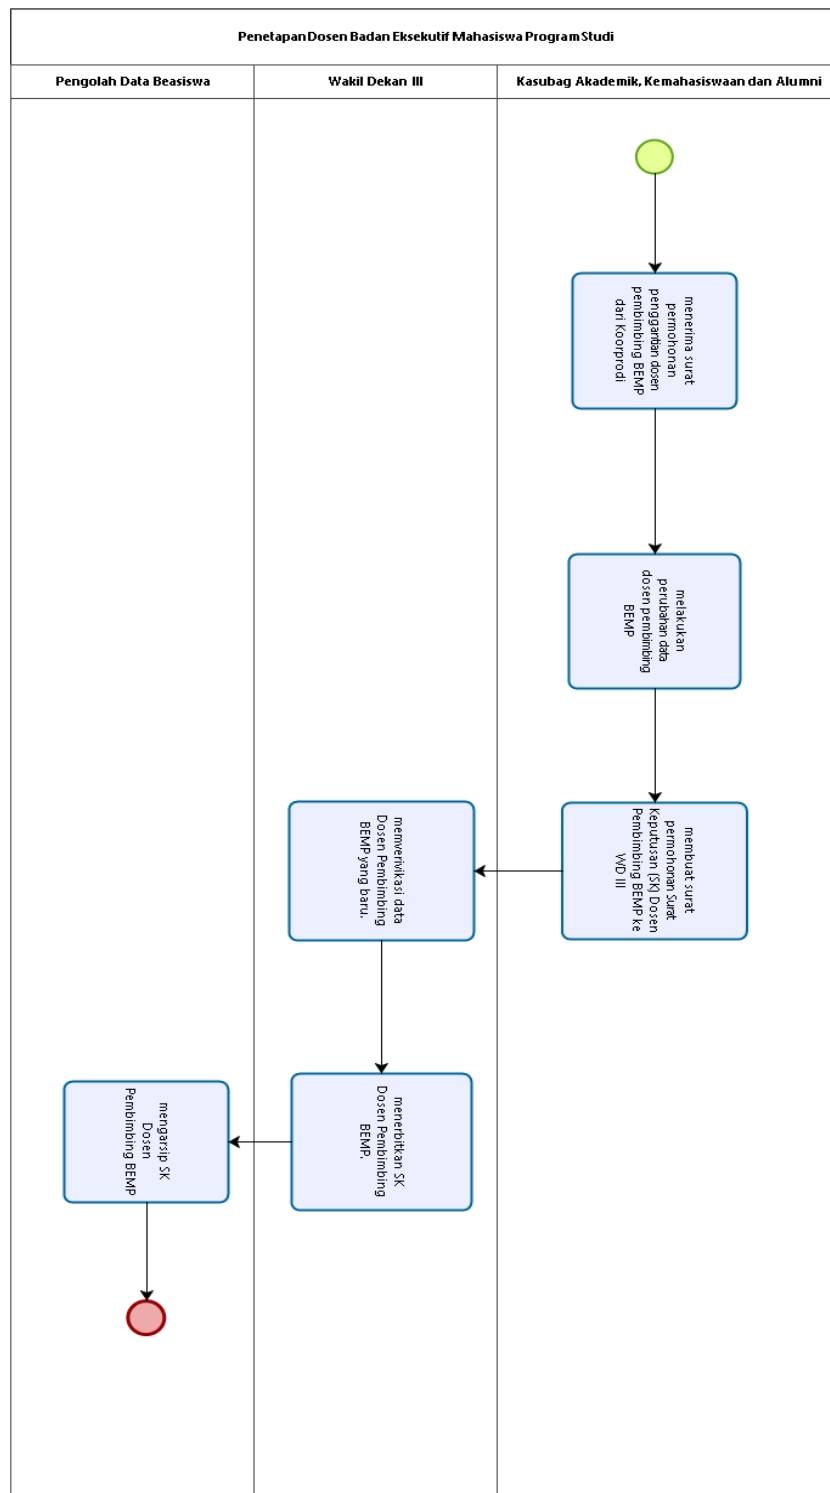 Penetapan Dosen Badan Eksekutif Mahasiswa Program Studi
Pengolah Data Beasiswa
Wakil Dekan III
Kasubag Akademik, Kemahasiswaan dan Alumni
menerima surat
permohonan
penggantian dosen
pembimbing BEMP
dari Koorprodi
melakukan
perubahan data
dosen pembimbing
BEMP
membuat surat
permohonan Surat
Keputusan (SK) Dosen
Pembimbing BEMP ke
WD III
memverivikasi data
Dosen Pembimbing
BEMP yang baru.
menerbitkan SK
Dosen Pembimbing
BEMP.
mengarsip SK
Dosen
Pembimbing BEMP